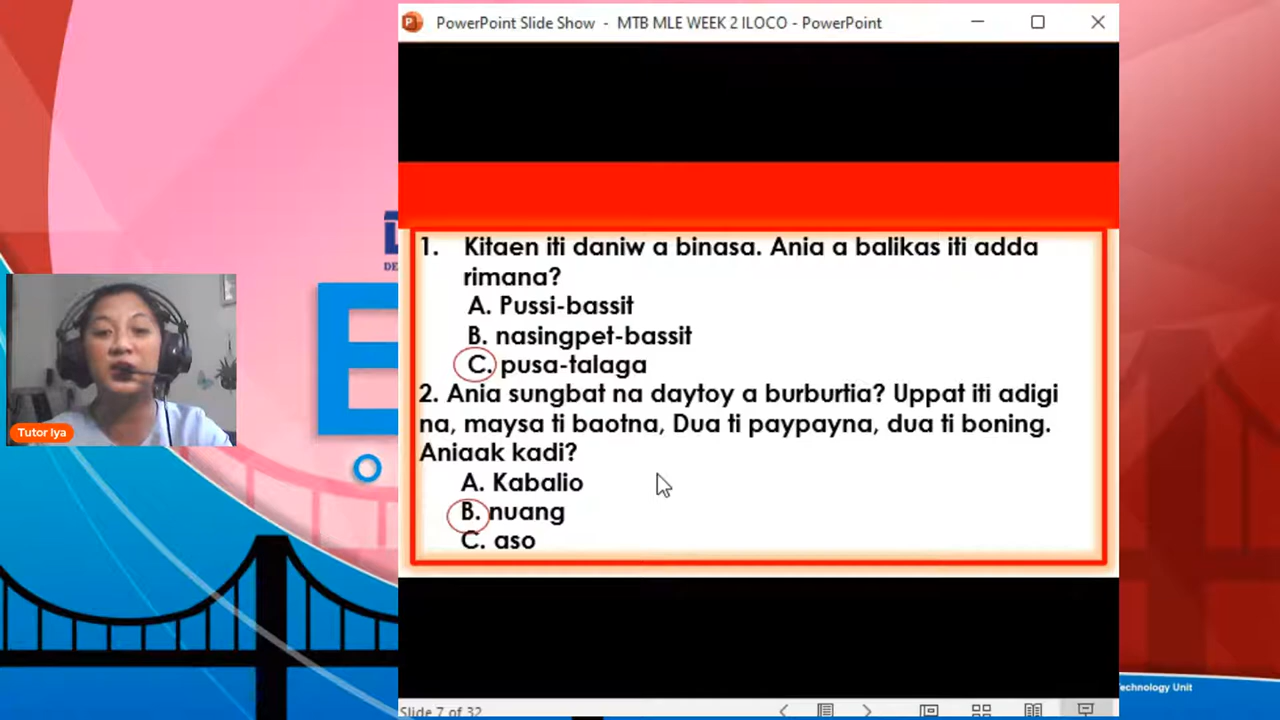 PowerPoint Slide Show - MTB MLE WEEK 2 ILOCO - PowerPoint
1. Kitaen iti daniw a binasa. Ania a balikas iti adda
rimana?
A. Pussi-bassit
B. nasingpet-bassit
C. pusa-talaga
2. Ania sungbat na daytoy a burburtia? Uppat iti adigi
na, maysa ti baotna, Dua ti paypayna, dua ti boning.
Aniaak kadi?
A. Kabalio
B. nuang
C. aso
Tutor Iya
Technology Unit
Slide 7 of 32